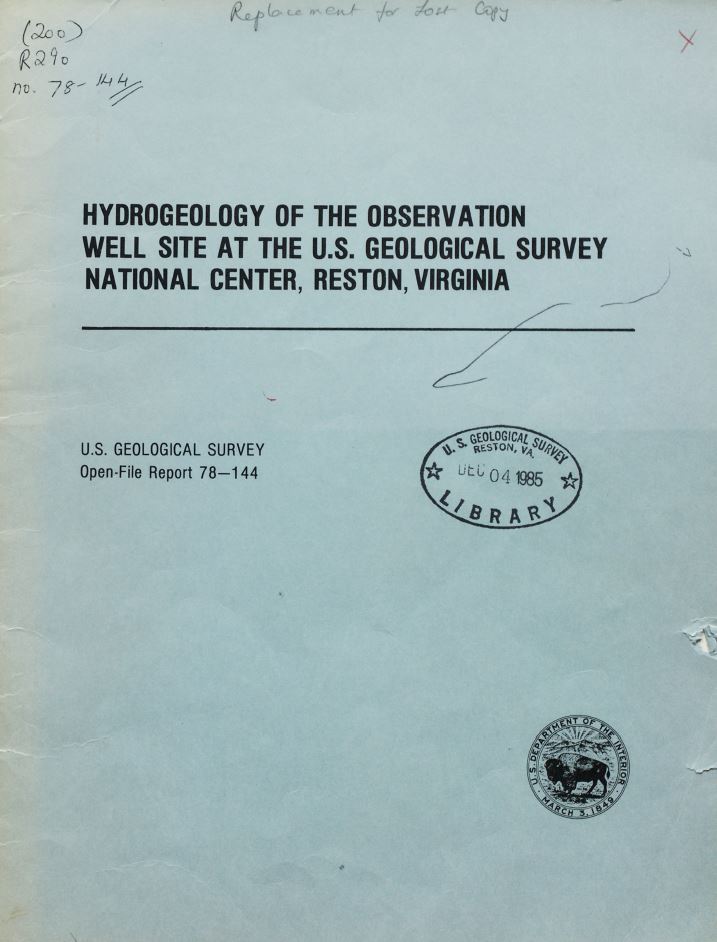 Replacement for Lost Copy
(200)
R290
no. 78-144
X
HYDROGEOLOGY OF THE OBSERVATION
WELL SITE AT THE U.S. GEOLOGICAL SURVEY
NATIONAL CENTER, RESTON, VIRGINIA
U.S. GEOLOGICAL SURVEY
Open-File Report 78—144
U. S. GEOLOGICAL SURVEY
RESTON, VA.
DEC 04 1985
LIBRARY
U.S. DEPARTMENT OF THE INTERIOR
MARCH 3, 1849